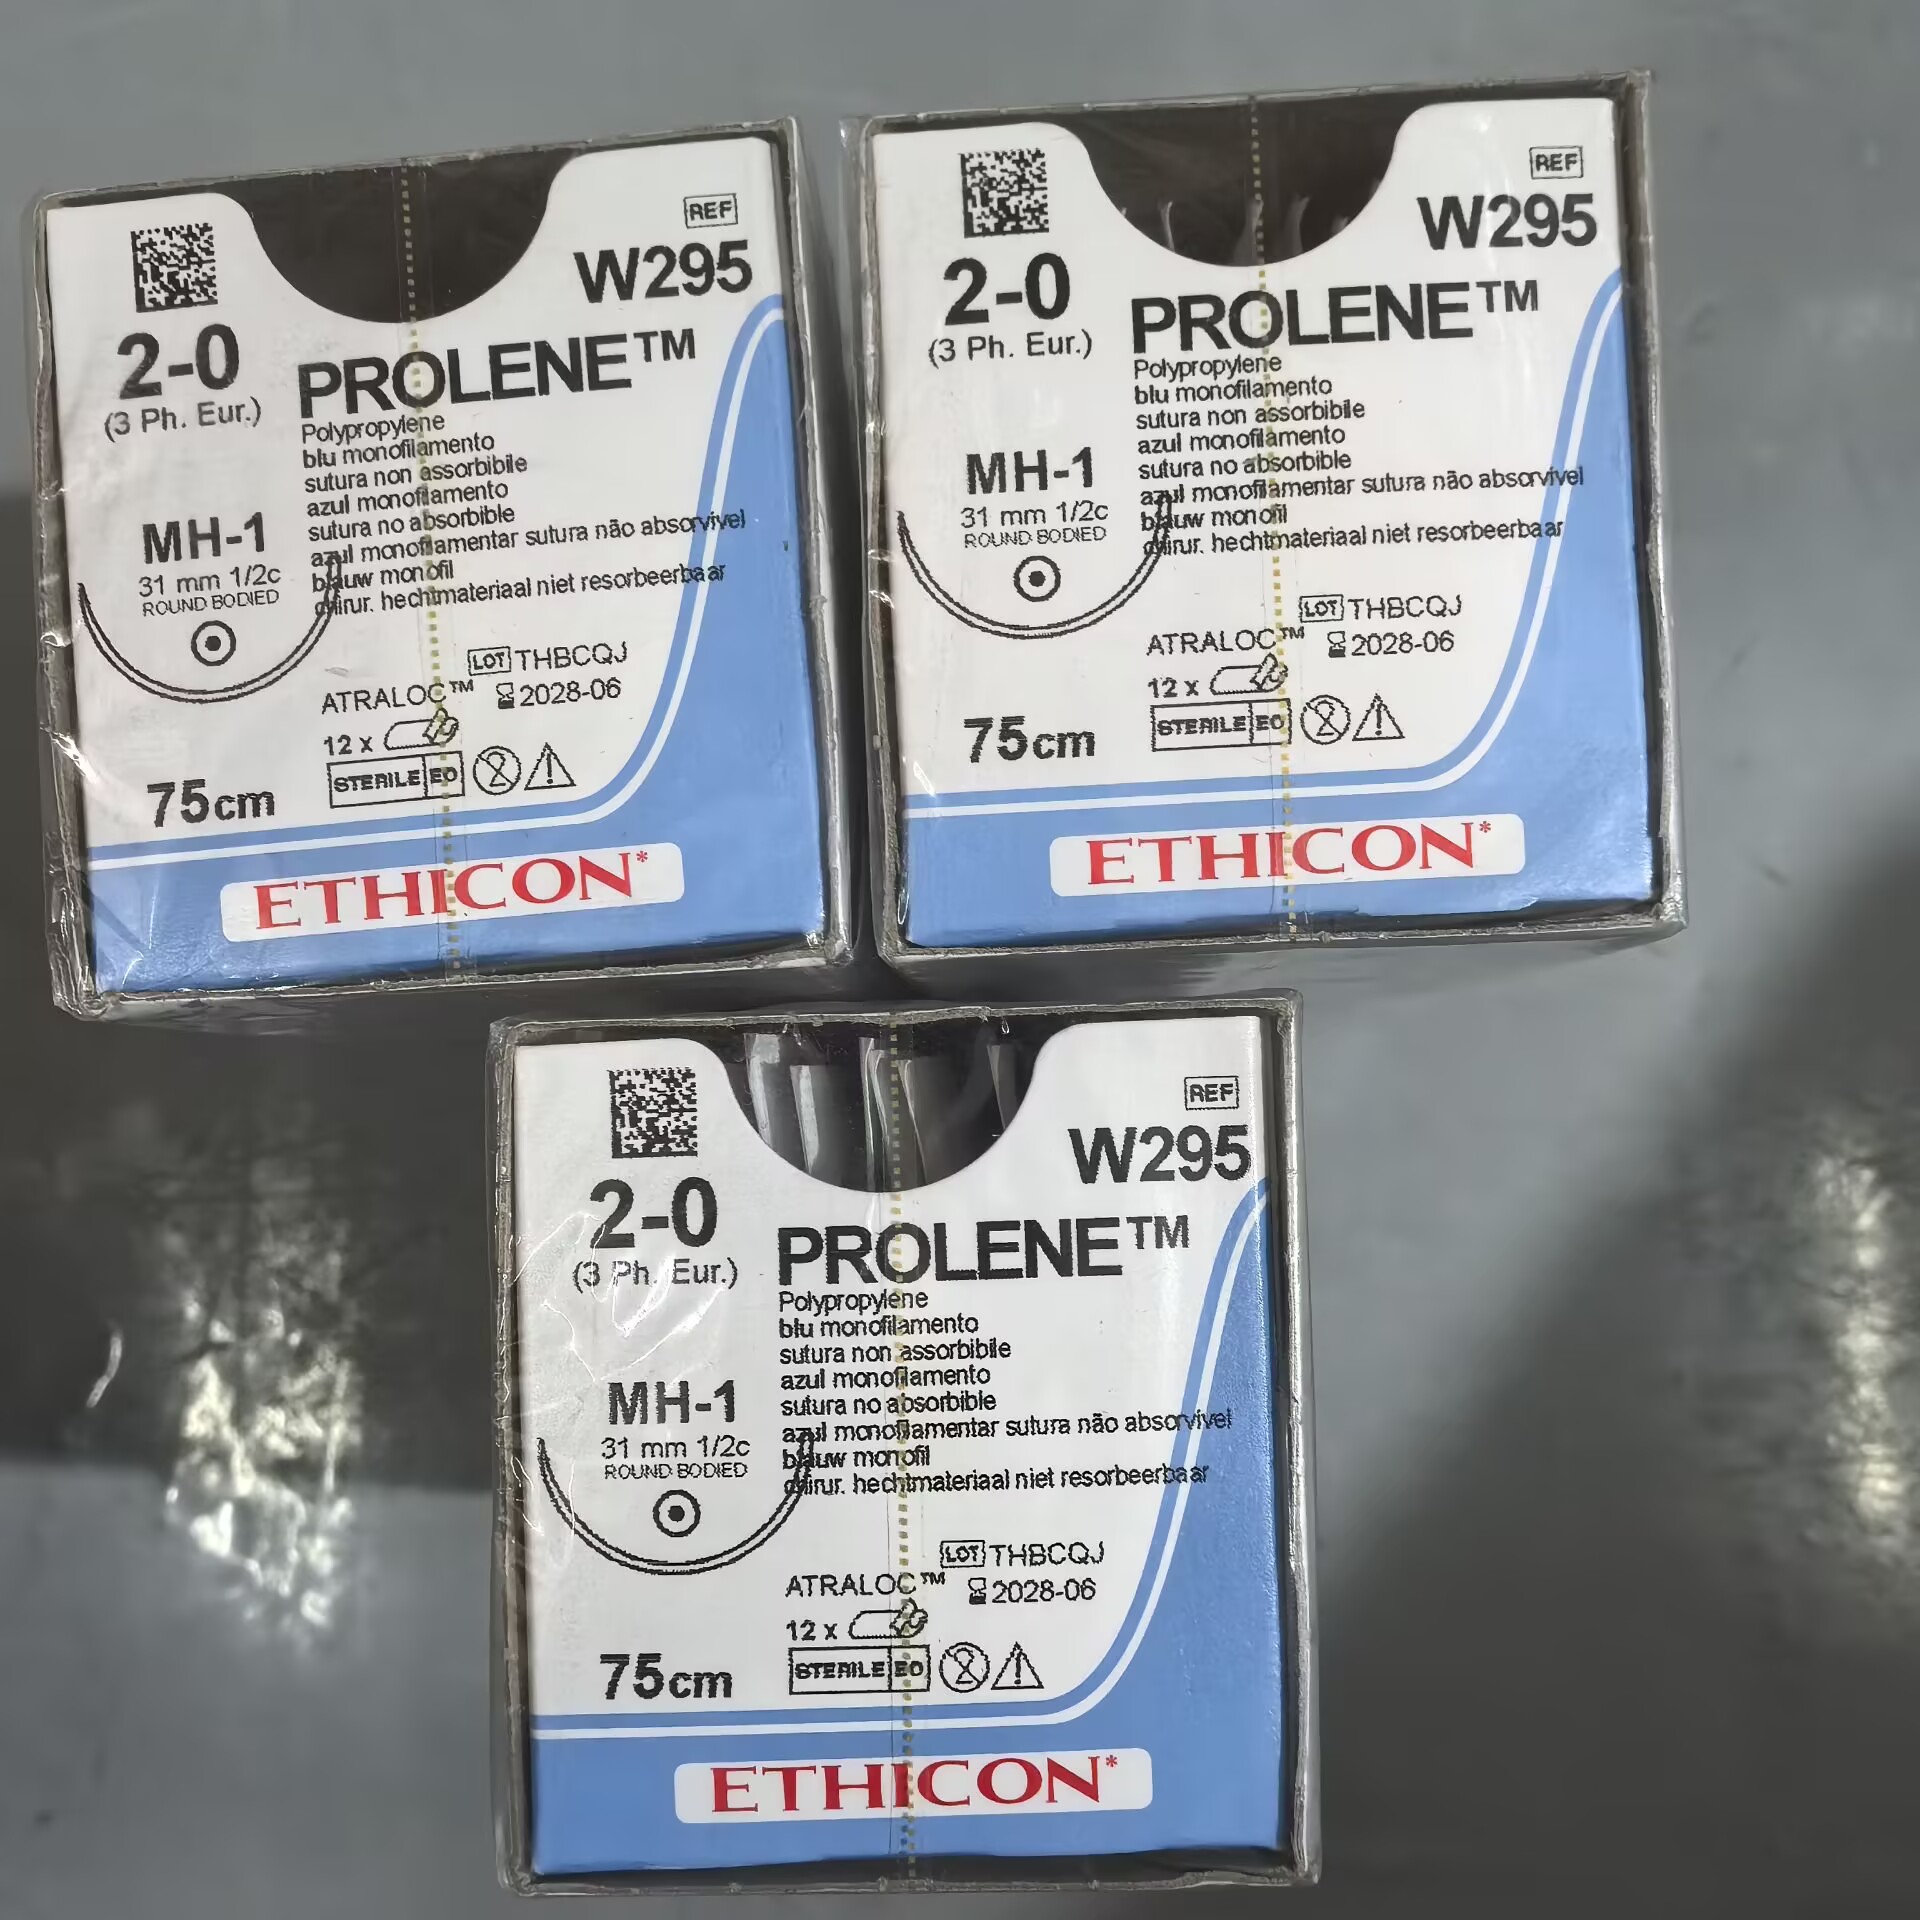 REF
W295
2-0
(3 Ph. Eur.)
PROLENE™
Polypropylene
blu monofilamento
sutura non assorbibile
azul monofilamento
sutura no absorbible
azul monofilamentar sutura não absorvível
blauw monofil
chirur. hechtmateriaal niet resorbeerbaar
MH-1
31 mm 1/2c
ROUND BODIED
LOT THBCQJ
ATRALOC™ 2028-06
12 x
STERILE EO 2
75cm
ETHICON*
REF
W295
2-0
(3 Ph. Eur.)
PROLENE™
Polypropylene
blu monofilamento
sutura non assorbibile
azul monofilamento
sutura no absorbible
azul monofilamentar sutura não absorvível
blauw monofil
chirur. hechtmateriaal niet resorbeerbaar
MH-1
31 mm 1/2c
ROUND BODIED
LOT THBCQJ
ATRALOC™ 2028-06
12 x
STERILE EO 2
75cm
ETHICON*
REF
W295
2-0
(3 Ph. Eur.)
PROLENE™
Polypropylene
blu monofilamento
sutura non assorbibile
azul monofilamento
sutura no absorbible
azul monofilamentar sutura não absorvível
blauw monofil
chirur. hechtmateriaal niet resorbeerbaar
MH-1
31 mm 1/2c
ROUND BODIED
LOT THBCQJ
ATRALOC™ 2028-06
12 x
STERILE EO 2
75cm
ETHICON*